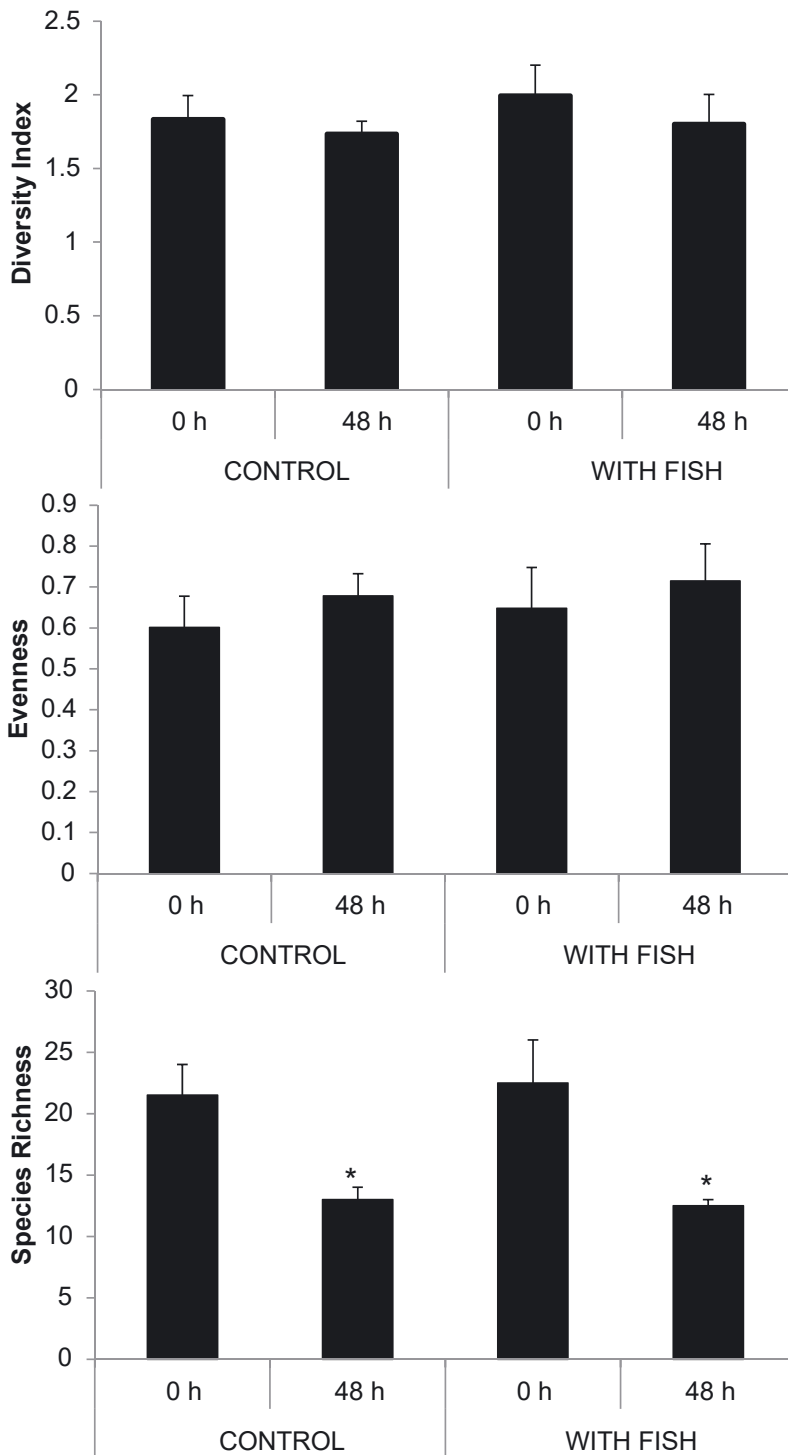 2.5
2
1.5
1
0.5
0
Diversity Index
0 h 48 h 0 h 48 h
CONTROL WITH FISH
0.9
0.8
0.7
0.6
0.5
0.4
0.3
0.2
0.1
0
Evenness
0 h 48 h 0 h 48 h
CONTROL WITH FISH
30
25
20
15
10
5
0
Species Richness
* *
0 h 48 h 0 h 48 h
CONTROL WITH FISH